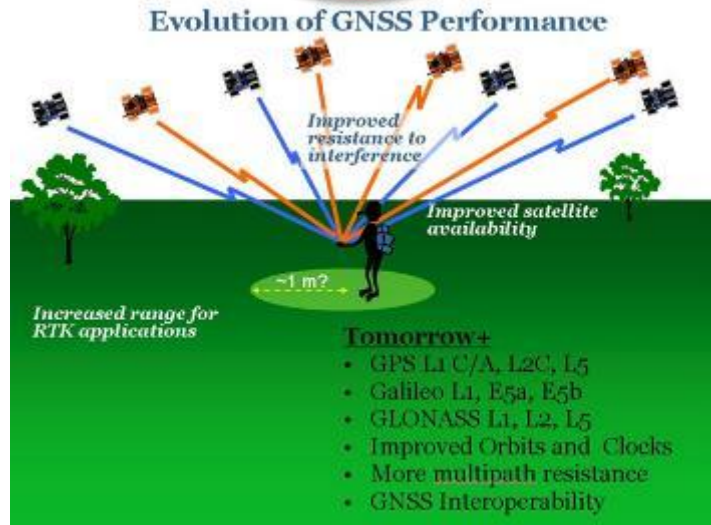 Evolution of GNSS Performance
Improved
resistance to
interference
Improved satellite
availability
~1 m?
Increased range for
RTK applications
Tomorrow+
• GPS L1 C/A, L2C, L5
• Galileo L1, E5a, E5b
• GLONASS L1, L2, L5
• Improved Orbits and Clocks
• More multipath resistance
• GNSS Interoperability